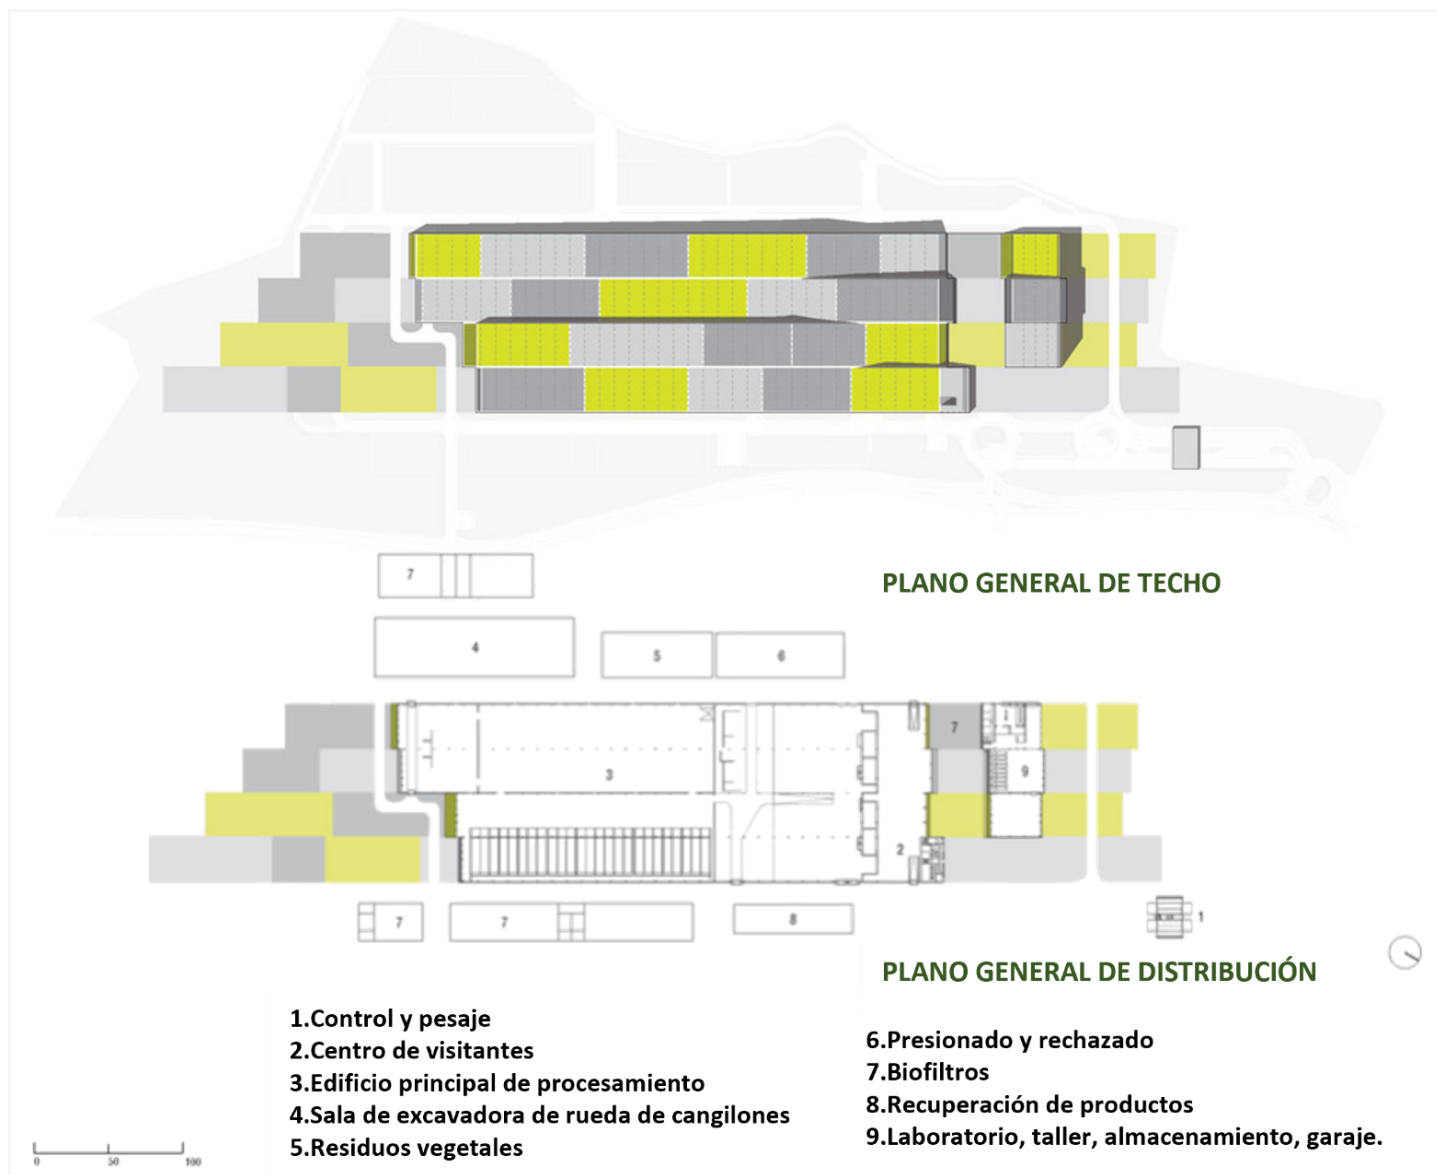 PLANO GENERAL DE TECHO
7
4
5
6
7
3
9
2
7
7
8
1
PLANO GENERAL DE DISTRIBUCIÓN
1.Control y pesaje
2.Centro de visitantes
3.Edificio principal de procesamiento
4.Sala de excavadora de rueda de cangilones
5.Residuos vegetales
6.Presionado y rechazado
7.Biofiltros
8.Recuperación de productos
9.Laboratorio, taller, almacenamiento, garaje.
0 50 100